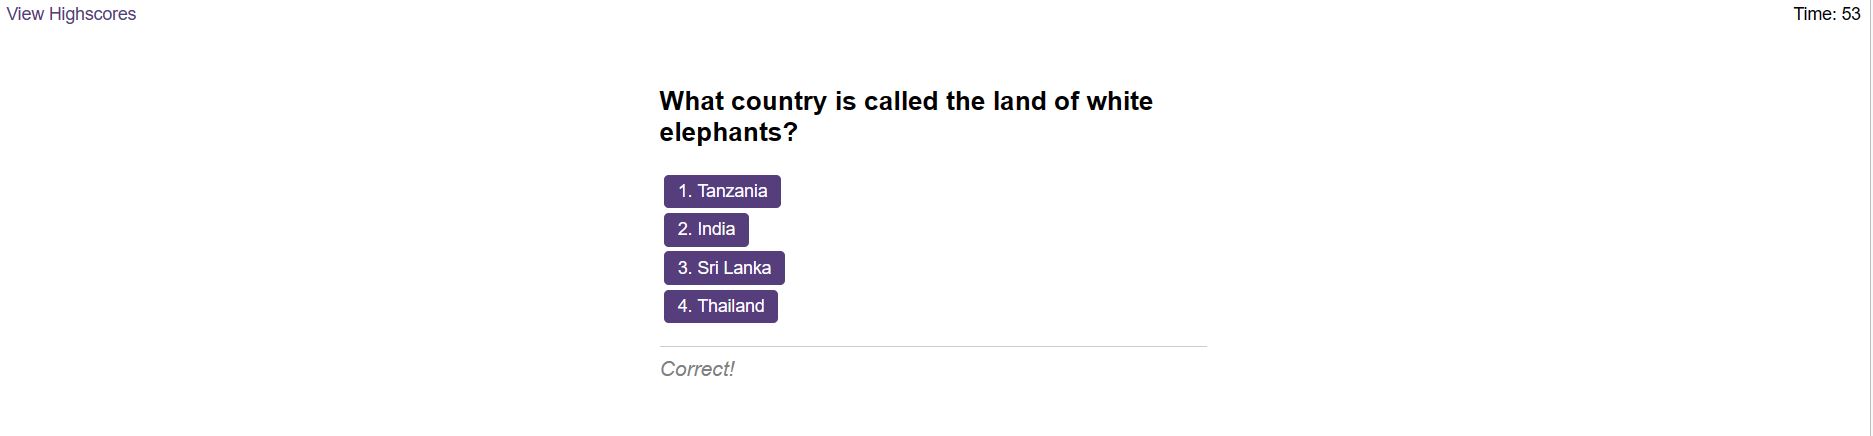 View Highscores
Time: 53
What country is called the land of white
elephants?
1. Tanzania
2. India
3. Sri Lanka
4. Thailand
Correct!